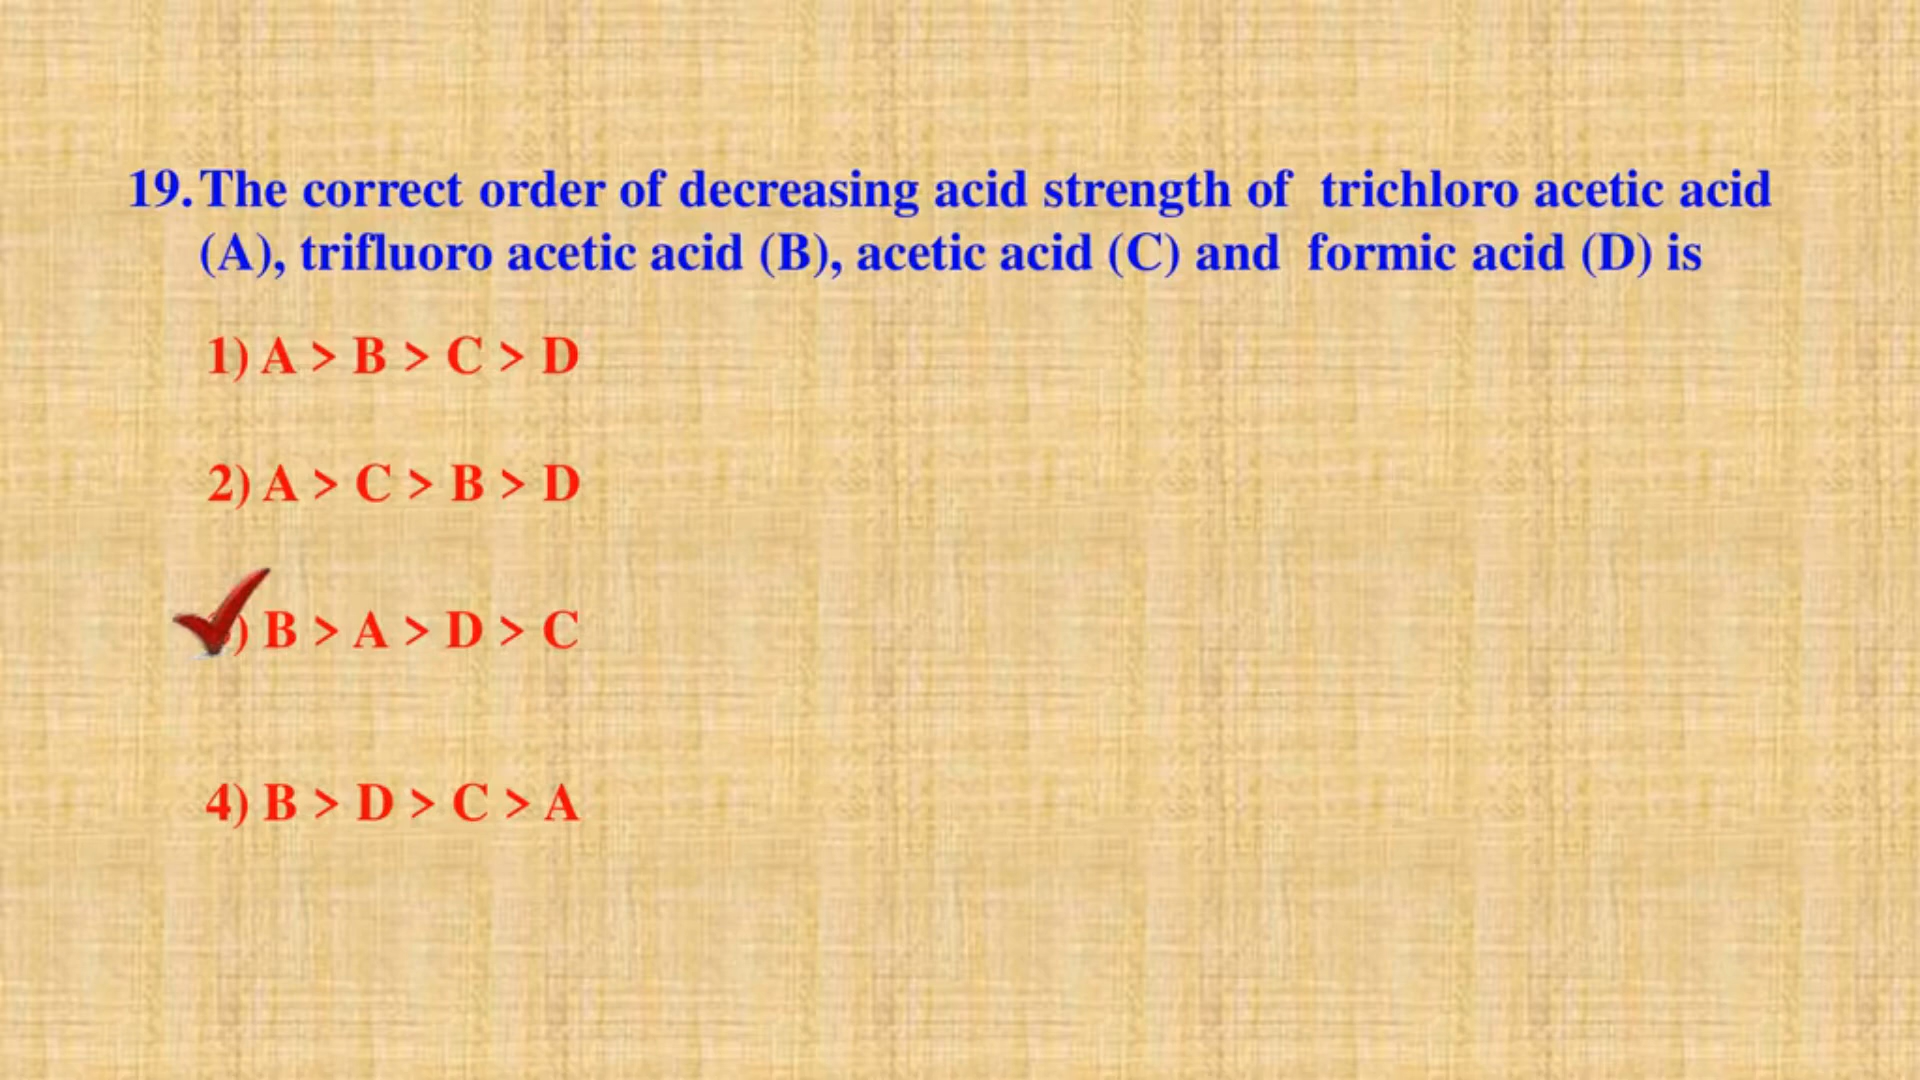 19. The correct order of decreasing acid strength of trichloro acetic acid
(A), trifluoro acetic acid (B), acetic acid (C) and formic acid (D) is
1) A > B > C > D
2) A > C > B > D
) B > A > D > C
4) B > D > C > A